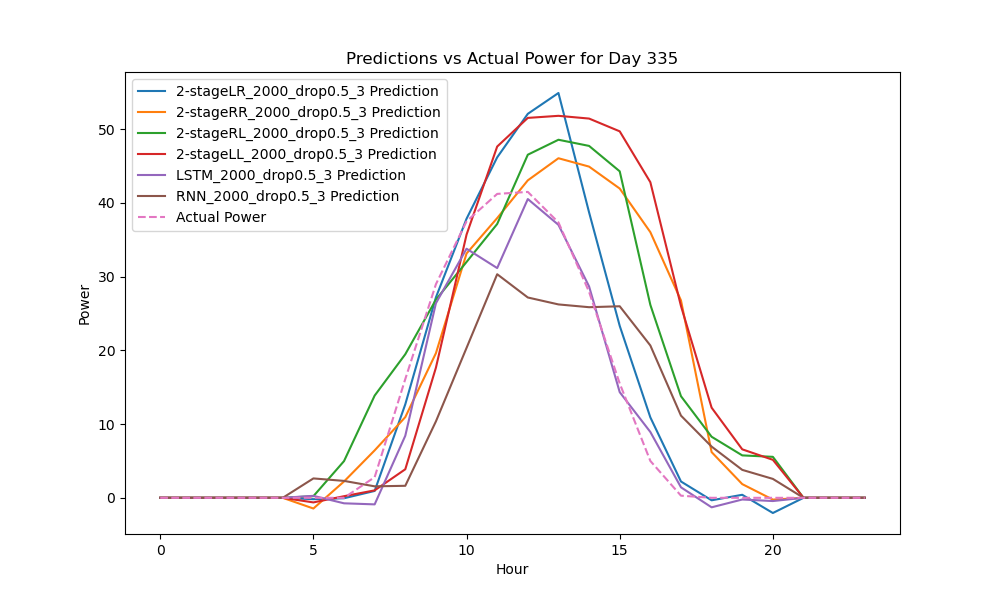 Predictions vs Actual Power for Day 335
2-stageLR_2000_drop0.5_3 Prediction
2-stageRR_2000_drop0.5_3 Prediction
2-stageRL_2000_drop0.5_3 Prediction
2-stageLL_2000_drop0.5_3 Prediction
LSTM_2000_drop0.5_3 Prediction
RNN_2000_drop0.5_3 Prediction
Actual Power
Power
50
40
30
20
10
0
0 5 10 15 20
Hour